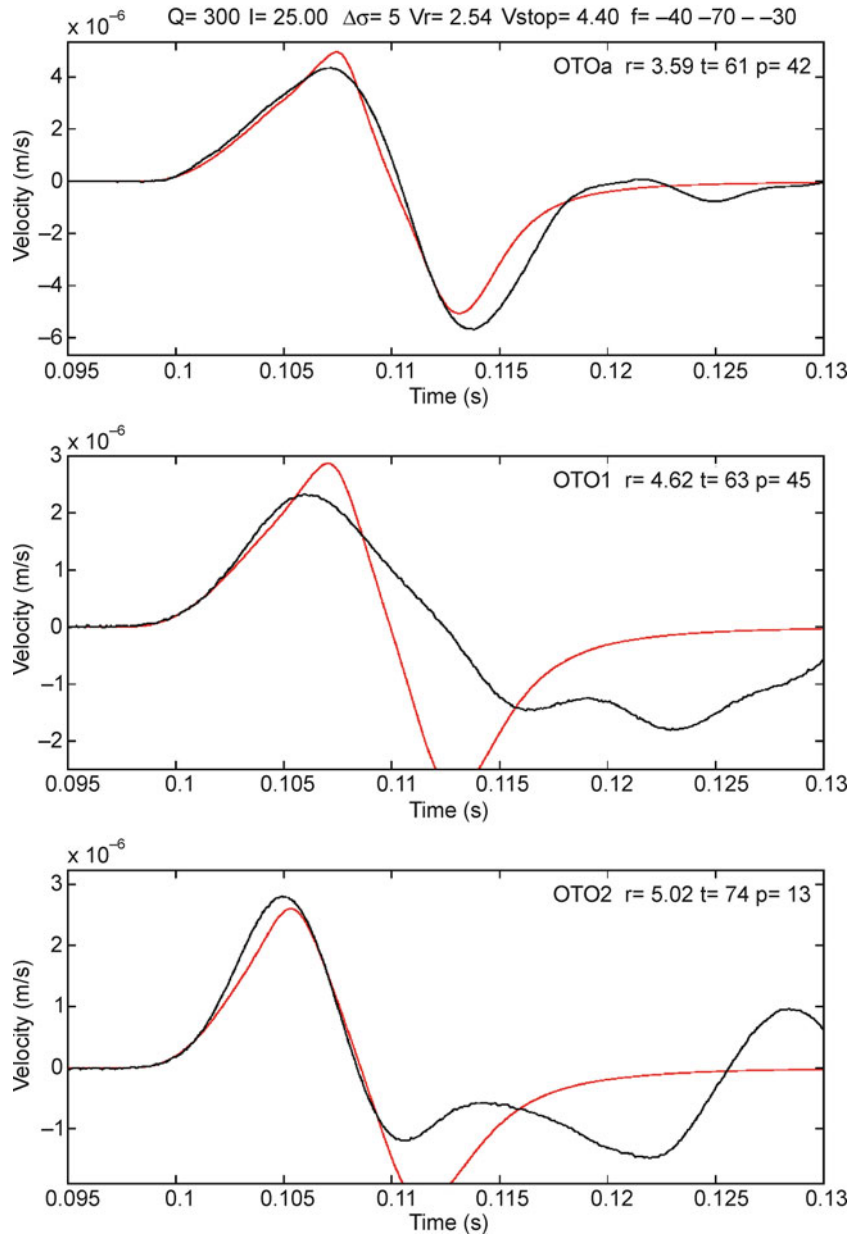 Q= 300 I= 25.00 Δσ= 5 Vr= 2.54 Vstop= 4.40 f= –40 –70 – –30
x 10–6
OTOa r= 3.59 t= 61 p= 42
4
2
0
–2
–4
–6
Velocity (m/s)
0.095 0.1 0.105 0.11 0.115 0.12 0.125 0.13
Time (s)
x 10–6
OTO1 r= 4.62 t= 63 p= 45
3
2
1
0
–1
–2
Velocity (m/s)
0.095 0.1 0.105 0.11 0.115 0.12 0.125 0.13
Time (s)
x 10–6
OTO2 r= 5.02 t= 74 p= 13
3
2
1
0
–1
Velocity (m/s)
0.095 0.1 0.105 0.11 0.115 0.12 0.125 0.13
Time (s)